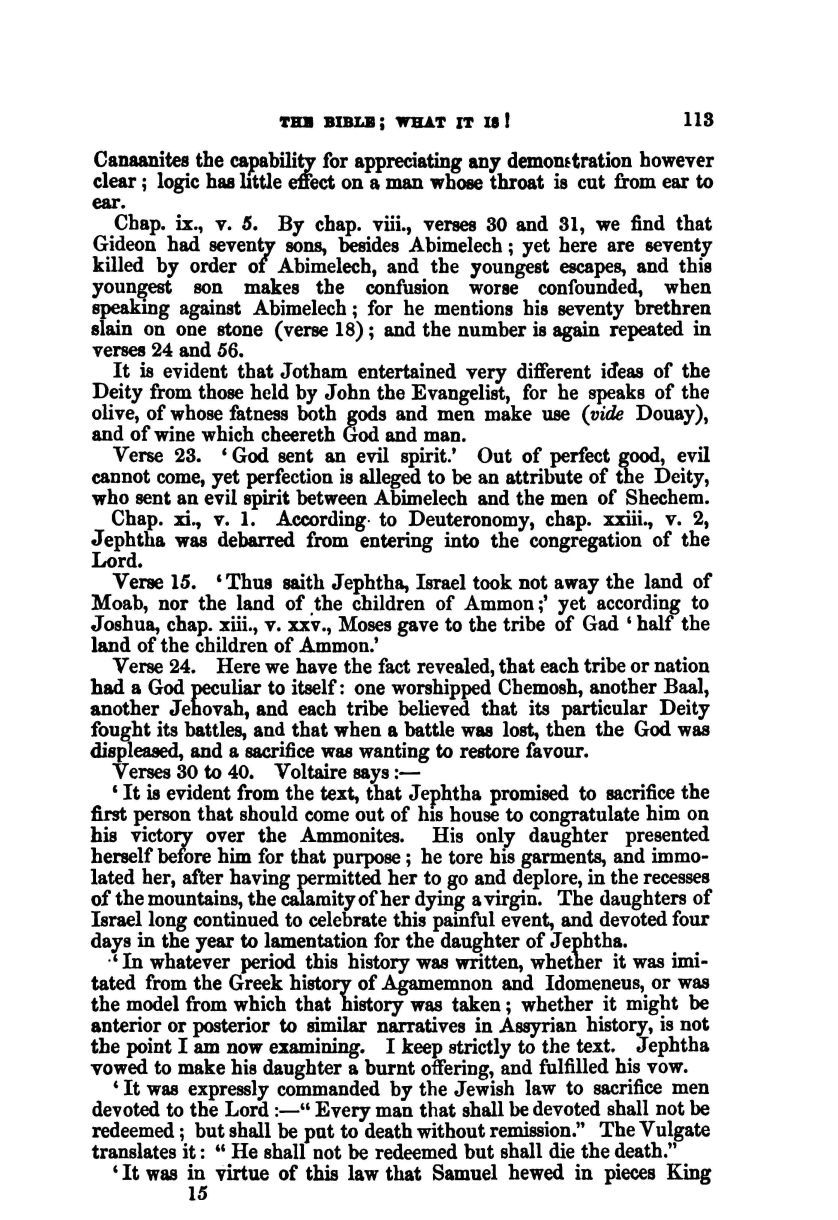 THE BIBLE; WHAT IT IS! 113
Canaanites the capability for appreciating any demonstration however
clear; logic has little effect on a man whose throat is cut from ear to
ear.
Chap. ix., v. 5. By chap. viii., verses 30 and 31, we find that
Gideon had seventy sons, besides Abimelech; yet here are seventy
killed by order of Abimelech, and the youngest escapes, and this
youngest son makes the confusion worse confounded, when
speaking against Abimelech; for he mentions his seventy brethren
slain on one stone (verse 18); and the number is again repeated in
verses 24 and 56.
It is evident that Jotham entertained very different ideas of the
Deity from those held by John the Evangelist, for he speaks of the
olive, of whose fatness both gods and men make use (vide Douay),
and of wine which cheereth God and man.
Verse 23. ‘God sent an evil spirit.’ Out of perfect good, evil
cannot come, yet perfection is alleged to be an attribute of the Deity,
who sent an evil spirit between Abimelech and the men of Shechem.
Chap. xi., v. 1. According to Deuteronomy, chap. xxiii., v. 2,
Jephtha was debarred from entering into the congregation of the
Lord.
Verse 15. ‘Thus saith Jephtha, Israel took not away the land of
Moab, nor the land of the children of Ammon;’ yet according to
Joshua, chap. xiii., v. xxv., Moses gave to the tribe of Gad ‘half the
land of the children of Ammon.’
Verse 24. Here we have the fact revealed, that each tribe or nation
had a God peculiar to itself: one worshipped Chemosh, another Baal,
another Jehovah, and each tribe believed that its particular Deity
fought its battles, and that when a battle was lost, then the God was
displeased, and a sacrifice was wanting to restore favour.
Verses 30 to 40. Voltaire says:—
‘It is evident from the text, that Jephtha promised to sacrifice the
first person that should come out of his house to congratulate him on
his victory over the Ammonites. His only daughter presented
herself before him for that purpose; he tore his garments, and immo-
lated her, after having permitted her to go and deplore, in the recesses
of the mountains, the calamity of her dying a virgin. The daughters of
Israel long continued to celebrate this painful event, and devoted four
days in the year to lamentation for the daughter of Jephtha.
‘In whatever period this history was written, whether it was imi-
tated from the Greek history of Agamemnon and Idomeneus, or was
the model from which that history was taken; whether it might be
anterior or posterior to similar narratives in Assyrian history, is not
the point I am now examining. I keep strictly to the text. Jephtha
vowed to make his daughter a burnt offering, and fulfilled his vow.
‘It was expressly commanded by the Jewish law to sacrifice men
devoted to the Lord:—“Every man that shall be devoted shall not be
redeemed; but shall be put to death without remission.” The Vulgate
translates it: “He shall not be redeemed but shall die the death.”
‘It was in virtue of this law that Samuel hewed in pieces King
15